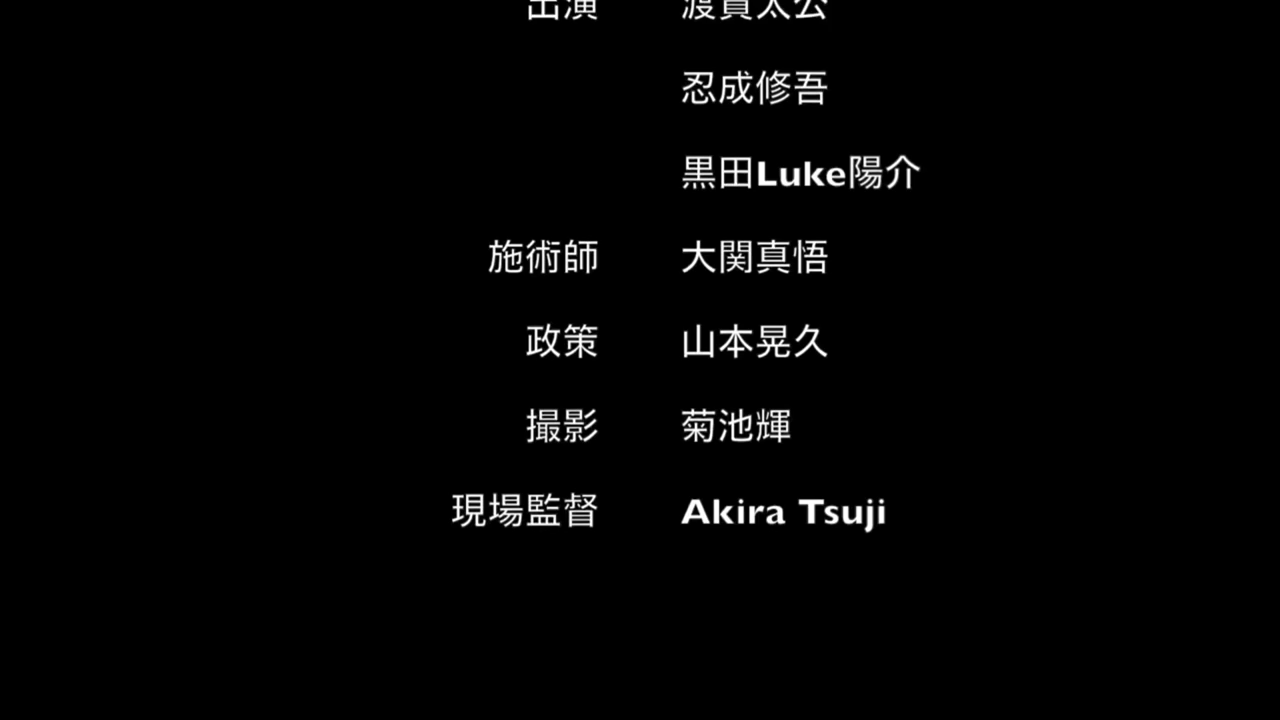 出演 渡貫太公
忍成修吾
黒田Luke陽介
施術師 大関真悟
政策 山本晃久
撮影 菊池輝
現場監督 Akira Tsuji